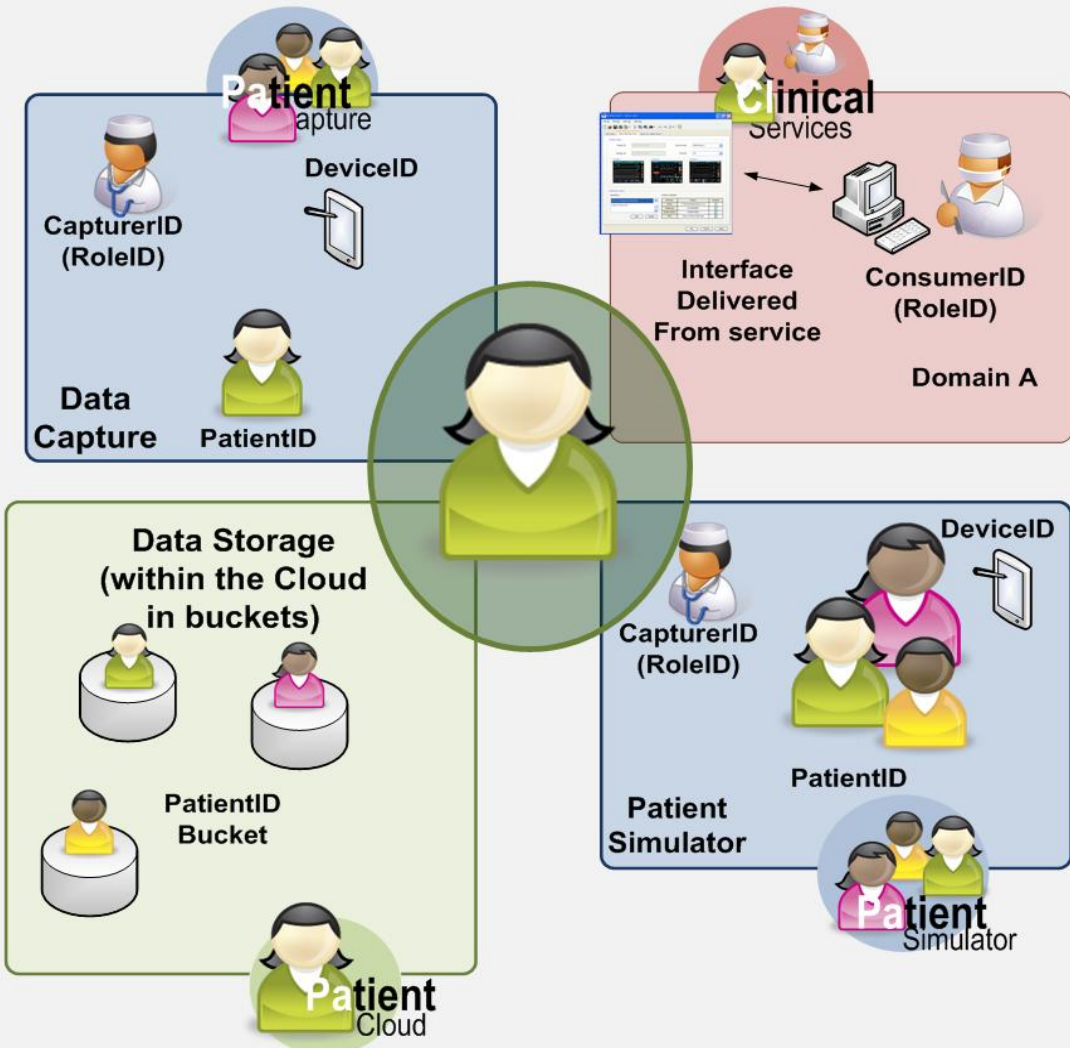 Patient
Capture
CapturerID
(RoleID)
DeviceID
Data
Capture
PatientID
Clinical
Services
Interface
Delivered
From service
ConsumerID
(RoleID)
Domain A
Data Storage
(within the Cloud
in buckets)
PatientID
Bucket
Patient
Cloud
CapturerID
(RoleID)
DeviceID
PatientID
Patient
Simulator
Patient
Simulator